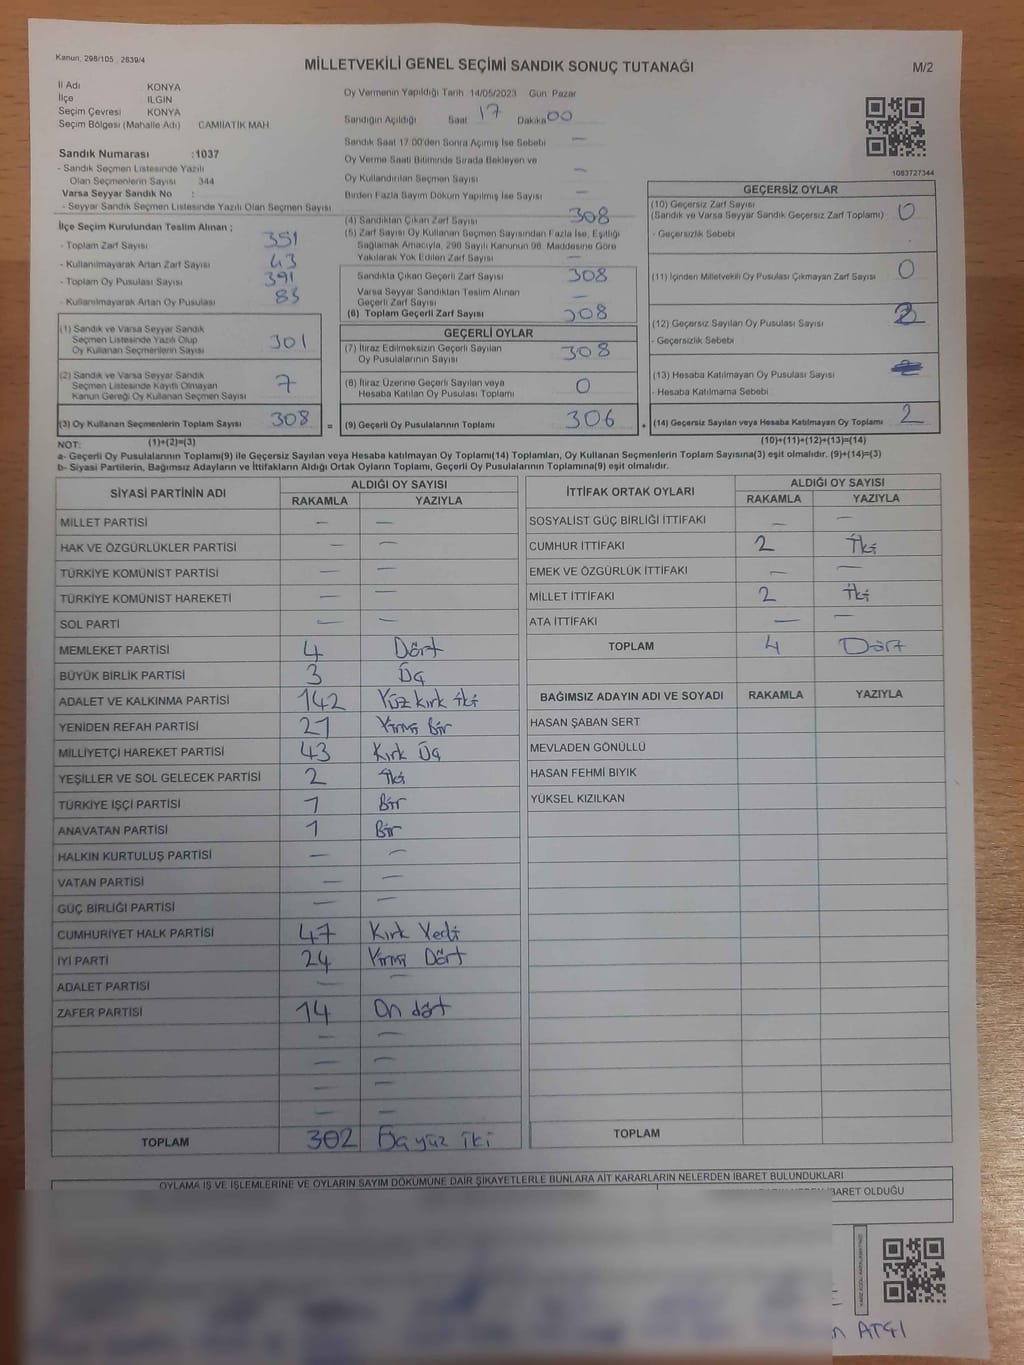 Kanun, 298/105 , 2839/4
MİLLETVEKİLİ GENEL SEÇİMİ SANDIK SONUÇ TUTANAĞI
M/2
İl Adı KONYA
İlçe ILGIN
Seçim Çevresi KONYA
Seçim Bölgesi (Mahalle Adı) CAMİİATİK MAH
Sandık Numarası :1037
- Sandık Seçmen Listesinde Yazılı
Olan Seçmenlerin Sayısı 344
Varsa Seyyar Sandık No :
- Seyyar Sandık Seçmen Listesinde Yazılı Olan Seçmen Sayısı
İlçe Seçim Kurulundan Teslim Alınan ;
- Toplam Zarf Sayısı 351
- Kullanılmayarak Artan Zarf Sayısı 43
- Toplam Oy Pusulası Sayısı 391
- Kullanılmayarak Artan Oy Pusulası 83
(1) Sandık ve Varsa Seyyar Sandık
Seçmen Listesinde Yazılı Olup
Oy Kullanan Seçmenlerin Sayısı 301
(2) Sandık ve Varsa Seyyar Sandık
Seçmen Listesinde Kayıtlı Olmayan
Kanun Gereği Oy Kullanan Seçmen Sayısı 7
(3) Oy Kullanan Seçmenlerin Toplam Sayısı 308 =
Oy Vermenin Yapıldığı Tarih 14/05/2023 Gün Pazar
Sandığın Açıldığı Saat 17 Dakika 00
Sandık Saat 17.00'den Sonra Açımış İse Sebebi —
Oy Verme Saati Bitiminde Sırada Bekleyen ve
Oy Kullandırılan Seçmen Sayısı —
Birden Fazla Sayım Döküm Yapılmış İse Sayısı —
(4) Sandıktan Çıkan Zarf Sayısı 308
(5) Zarf Sayısı Oy Kullanan Seçmen Sayısından Fazla İse, Eşitliği
Sağlamak Amacıyla, 298 Sayılı Kanunun 98. Maddesine Göre
Yakılarak Yok Edilen Zarf Sayısı —
Sandıkta Çıkan Geçerli Zarf Sayısı 308
Varsa Seyyar Sandıktan Teslim Alınan
Geçerli Zarf Sayısı —
(6) Toplam Geçerli Zarf Sayısı 308
GEÇERLİ OYLAR
(7) İtiraz Edilmeksizin Geçerli Sayılan
Oy Pusulalarının Sayısı 308
(8) İtiraz Üzerine Geçerli Sayılan veya
Hesaba Katılan Oy Pusulası Toplamı 0
(9) Geçerli Oy Pusulalarının Toplamı 306 +
1083727344
GEÇERSİZ OYLAR
(10) Geçersiz Zarf Sayısı
(Sandık ve Varsa Seyyar Sandık Geçersiz Zarf Toplamı) 0
- Geçersizlik Sebebi
(11) İçinden Milletvekili Oy Pusulası Çıkmayan Zarf Sayısı 0
(12) Geçersiz Sayılan Oy Pusulası Sayısı 2
- Geçersizlik Sebebi
(13) Hesaba Katılmayan Oy Pusulası Sayısı
- Hesaba Katılmama Sebebi
(14) Geçersiz Sayılan veya Hesaba Katılmayan Oy Toplamı 2
NOT: (1)+(2)=(3) (10)+(11)+(12)+(13)=(14)
a- Geçerli Oy Pusulalarının Toplamı(9) ile Geçersiz Sayılan veya Hesaba katılmayan Oy Toplamı(14) Toplamları, Oy Kullanan Seçmenlerin Toplam Sayısına(3) eşit olmalıdır. (9)+(14)=(3)
b- Siyasi Partilerin, Bağımsız Adayların ve İttifakların Aldığı Ortak Oyların Toplamı, Geçerli Oy Pusulalarının Toplamına(9) eşit olmalıdır.
SİYASİ PARTİNİN ADI ALDIĞI OY SAYISI
RAKAMLA YAZIYLA
MİLLET PARTİSİ — —
HAK VE ÖZGÜRLÜKLER PARTİSİ — —
TÜRKİYE KOMÜNİST PARTİSİ — —
TÜRKİYE KOMÜNİST HAREKETİ — —
SOL PARTİ — —
MEMLEKET PARTİSİ 4 Dört
BÜYÜK BİRLİK PARTİSİ 3 Üç
ADALET VE KALKINMA PARTİSİ 142 Yüz kırk iki
YENİDEN REFAH PARTİSİ 21 Yirmi Bir
MİLLİYETÇİ HAREKET PARTİSİ 43 Kırk Üç
YEŞİLLER VE SOL GELECEK PARTİSİ 2 iki
TÜRKİYE İŞÇİ PARTİSİ 1 Bir
ANAVATAN PARTİSİ 1 Bir
HALKIN KURTULUŞ PARTİSİ — —
VATAN PARTİSİ — —
GÜÇ BİRLİĞİ PARTİSİ — —
CUMHURİYET HALK PARTİSİ 47 Kırk Yedi
İYİ PARTİ 24 Yirmi Dört
ADALET PARTİSİ — —
ZAFER PARTİSİ 14 On dört
— —
— —
— —
— —
TOPLAM 302 Üç yüz iki
İTTİFAK ORTAK OYLARI ALDIĞI OY SAYISI
RAKAMLA YAZIYLA
SOSYALİST GÜÇ BİRLİĞİ İTTİFAKI — —
CUMHUR İTTİFAKI 2 İki
EMEK VE ÖZGÜRLÜK İTTİFAKI — —
MİLLET İTTİFAKI 2 İki
ATA İTTİFAKI — —
TOPLAM 4 Dört
BAĞIMSIZ ADAYIN ADI VE SOYADI RAKAMLA YAZIYLA
HASAN ŞABAN SERT
MEVLADEN GÖNÜLLÜ
HASAN FEHMİ BIYIK
YÜKSEL KIZILKAN
TOPLAM
OYLAMA İŞ VE İŞLEMLERİNE VE OYLARIN SAYIM DÖKÜMÜNE DAİR ŞİKAYETLERLE BUNLARA AİT KARARLARIN NELERDEN İBARET BULUNDUKLARI
İBARET OLDUĞU